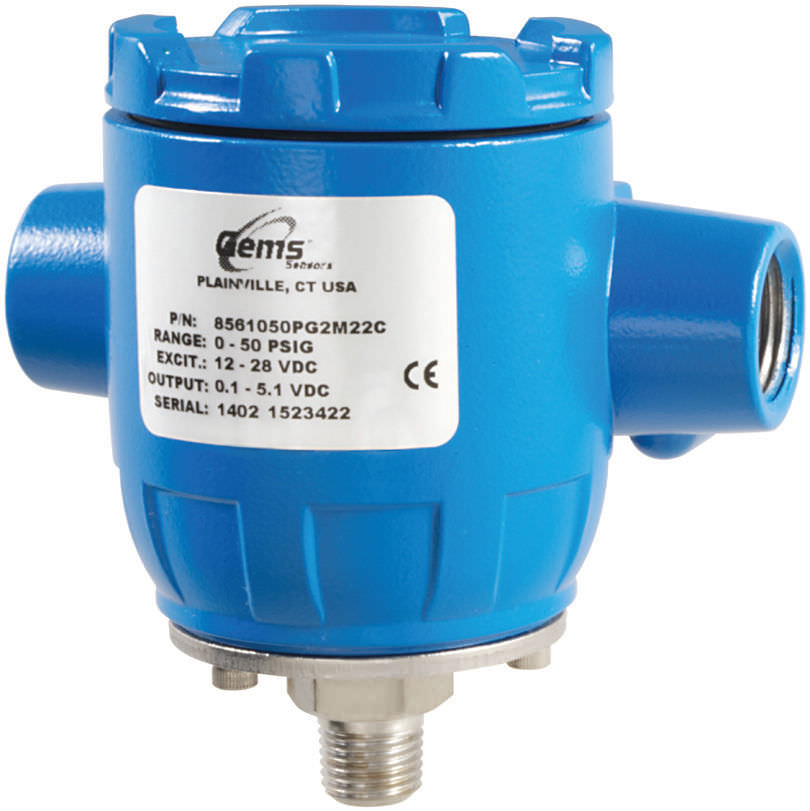 Gems™
Sensors
PLAINVILLE, CT USA
P/N: 8561050PG2M22C
RANGE: 0 - 50 PSIG
EXCIT.: 12 - 28 VDC
OUTPUT: 0.1 - 5.1 VDC
SERIAL: 1402 1523422
CE